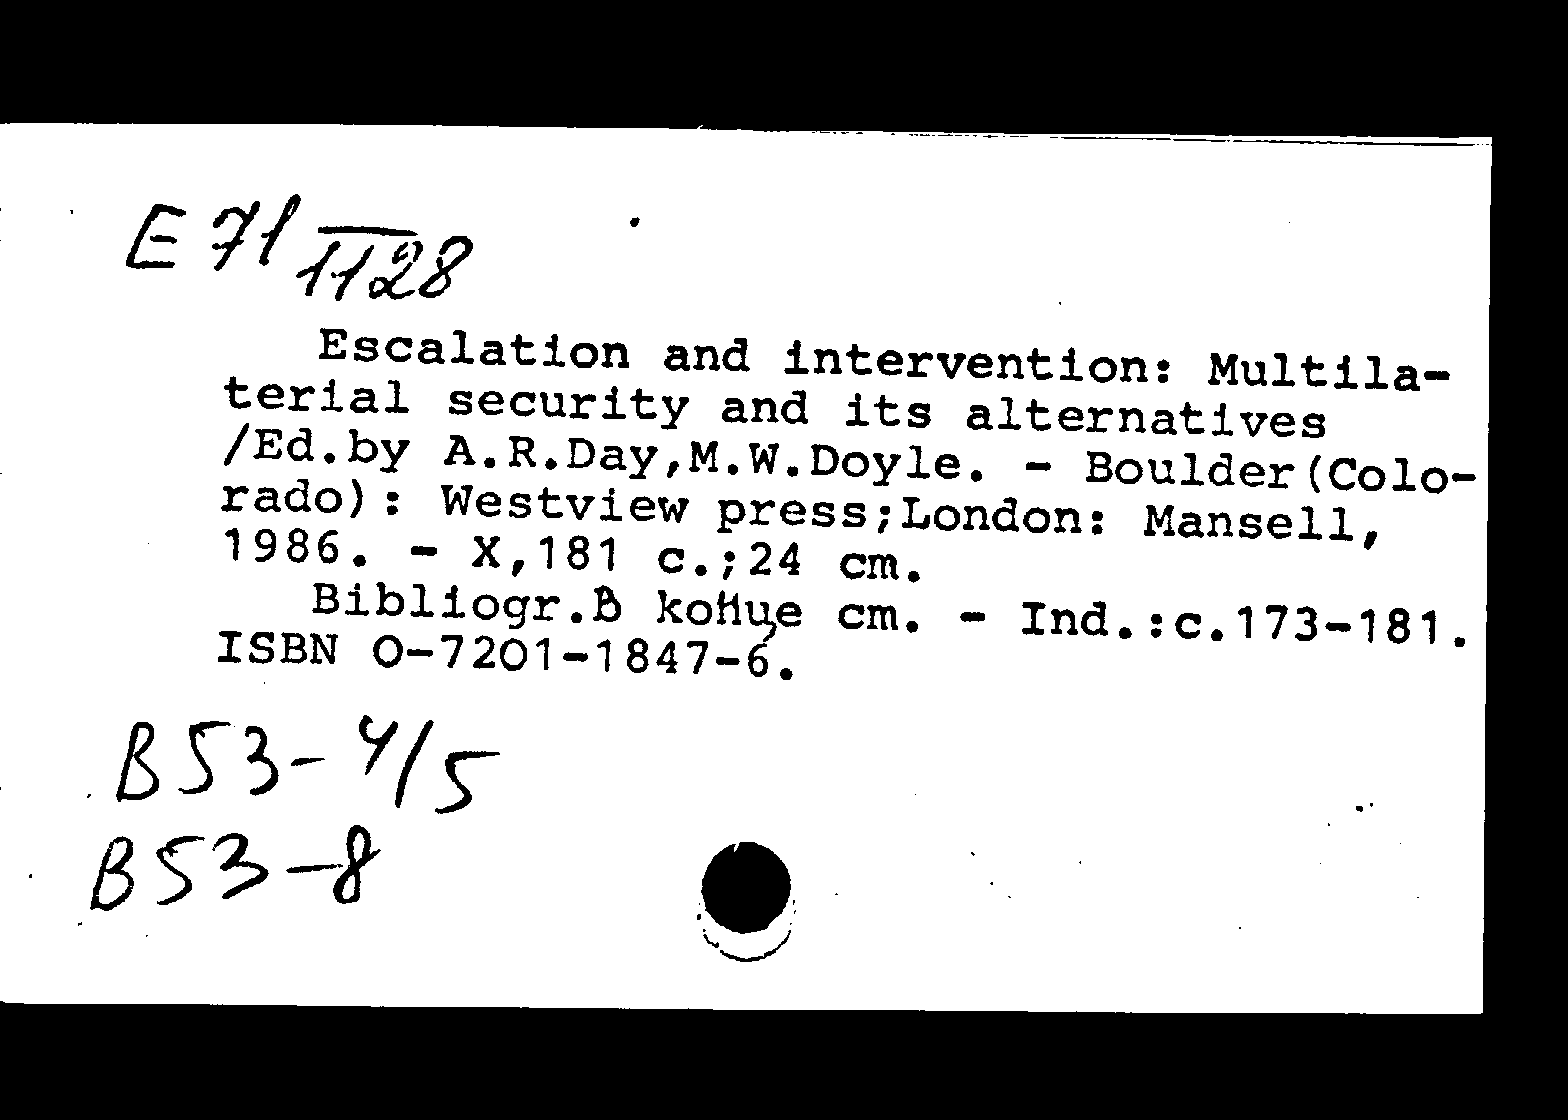 E 71/1128
Escalation and intervention: Multila-
terial security and its alternatives
/Ed.by A.R.Day,M.W.Doyle. - Boulder(Colo-
rado): Westview press;London: Mansell,
1986. - X,181 c.;24 cm.
Bibliogr.в конце cm. - Ind.:c.173-181.
ISBN 0-7201-1847-6.
B53-4/5
B53-8